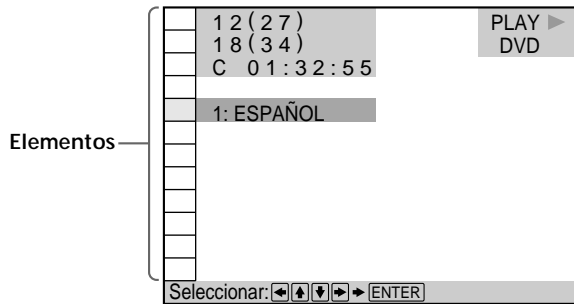 12(27) PLAY ▶
18(34) DVD
C 01:32:55
1: ESPAÑOL
Elementos
Seleccionar: ← ↑ ↓ → → ENTER